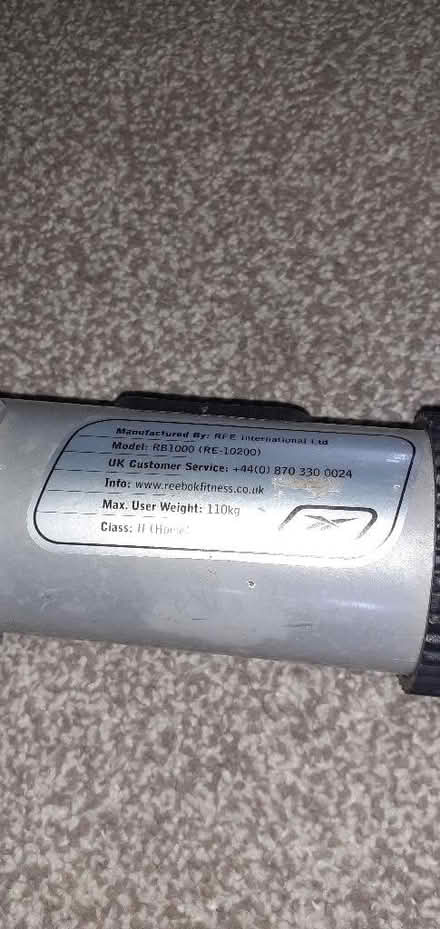 Manufactured By: RFE International Ltd
Model: RB1000 (RE-10200)
UK Customer Service: +44(0) 870 330 0024
Info: www.reebokfitness.co.uk
Max. User Weight: 110kg
Class: H (Home)